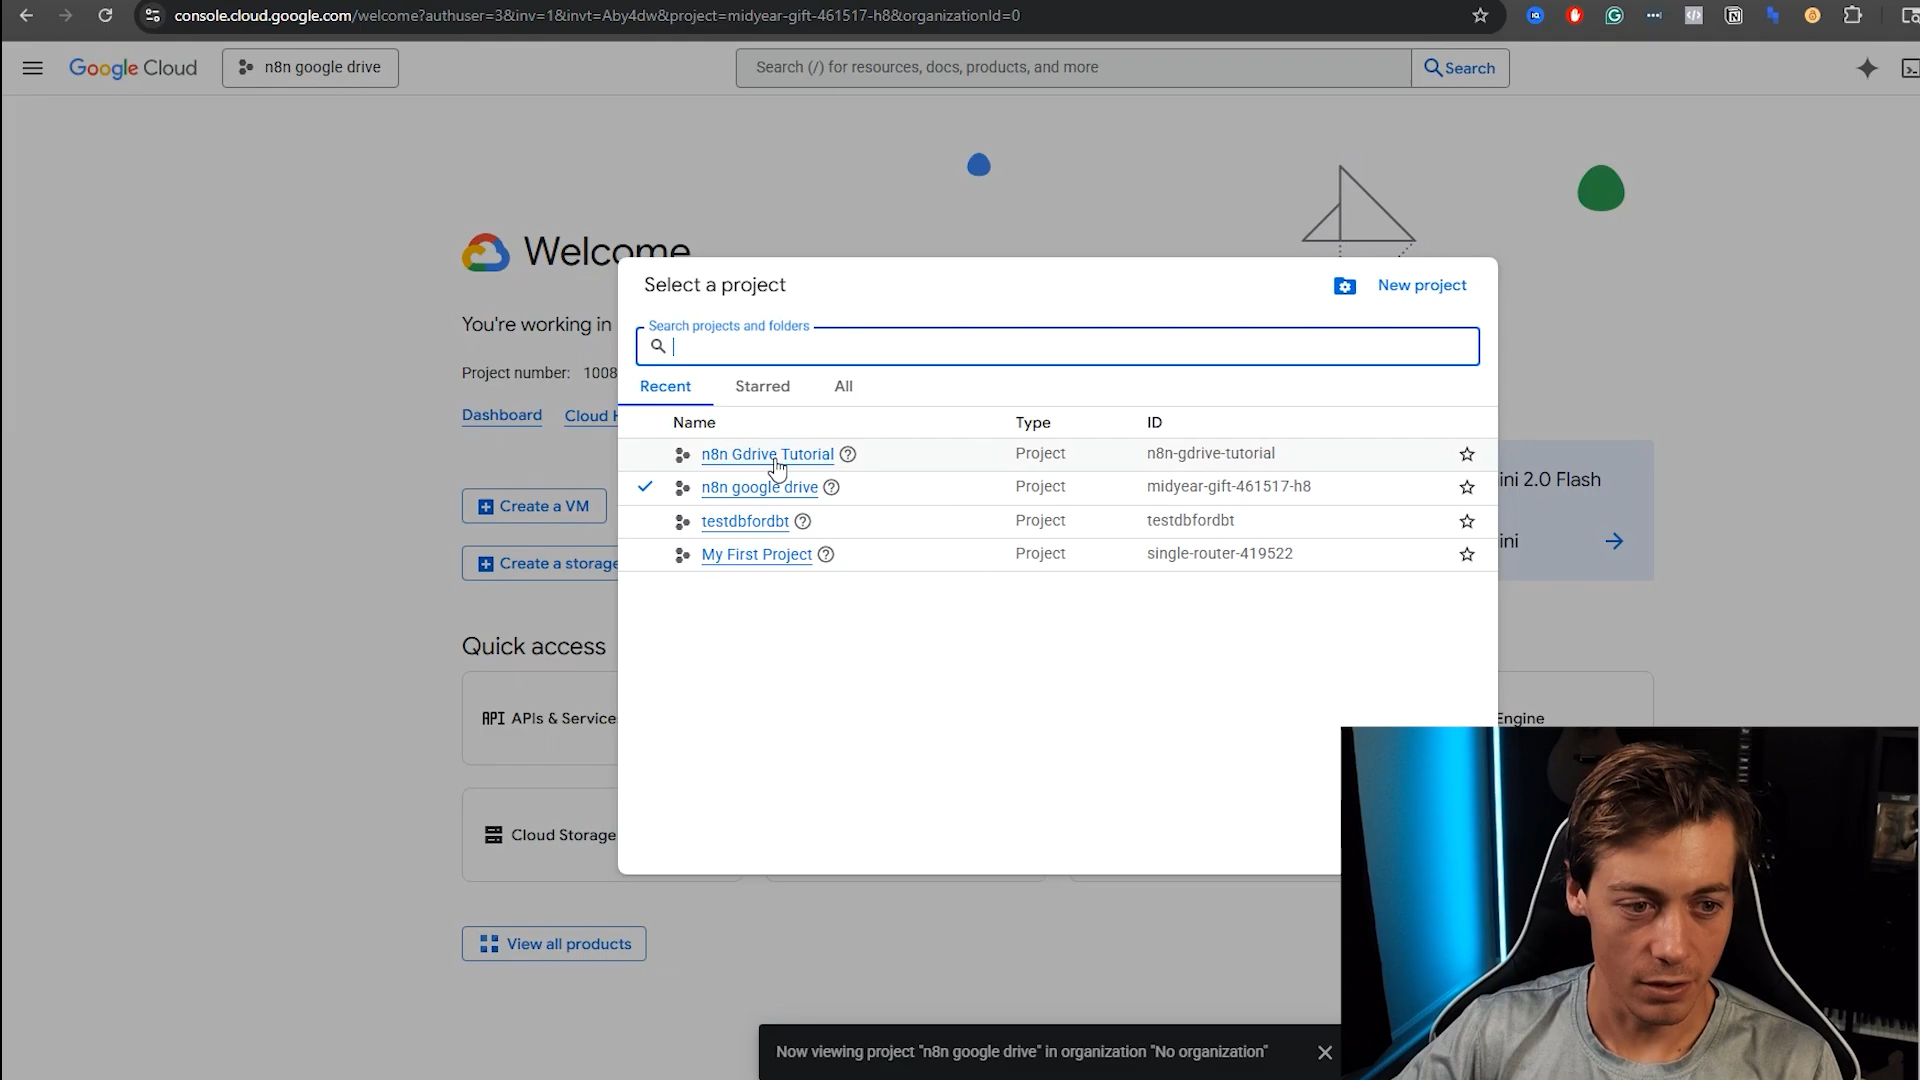 console.cloud.google.com/welcome?authuser=3&inv=1&invt=Aby4dw&project=midyear-gift-461517-h8&organizationId=0
Google Cloud
n8n google drive
Search (/) for resources, docs, products, and more
Search
Welcome
Select a project
New project
You're working in
Search projects and folders
Project number: 1008
Recent
Starred
All
Dashboard
Cloud H
Name
Type
ID
n8n Gdrive Tutorial
Project
n8n-gdrive-tutorial
n8n google drive
Project
midyear-gift-461517-h8
ini 2.0 Flash
Create a VM
testdbfordbt
Project
testdbfordbt
ini
My First Project
Project
single-router-419522
Create a storage
Quick access
API APIs & Service
Engine
Cloud Storage
View all products
Now viewing project "n8n google drive" in organization "No organization"